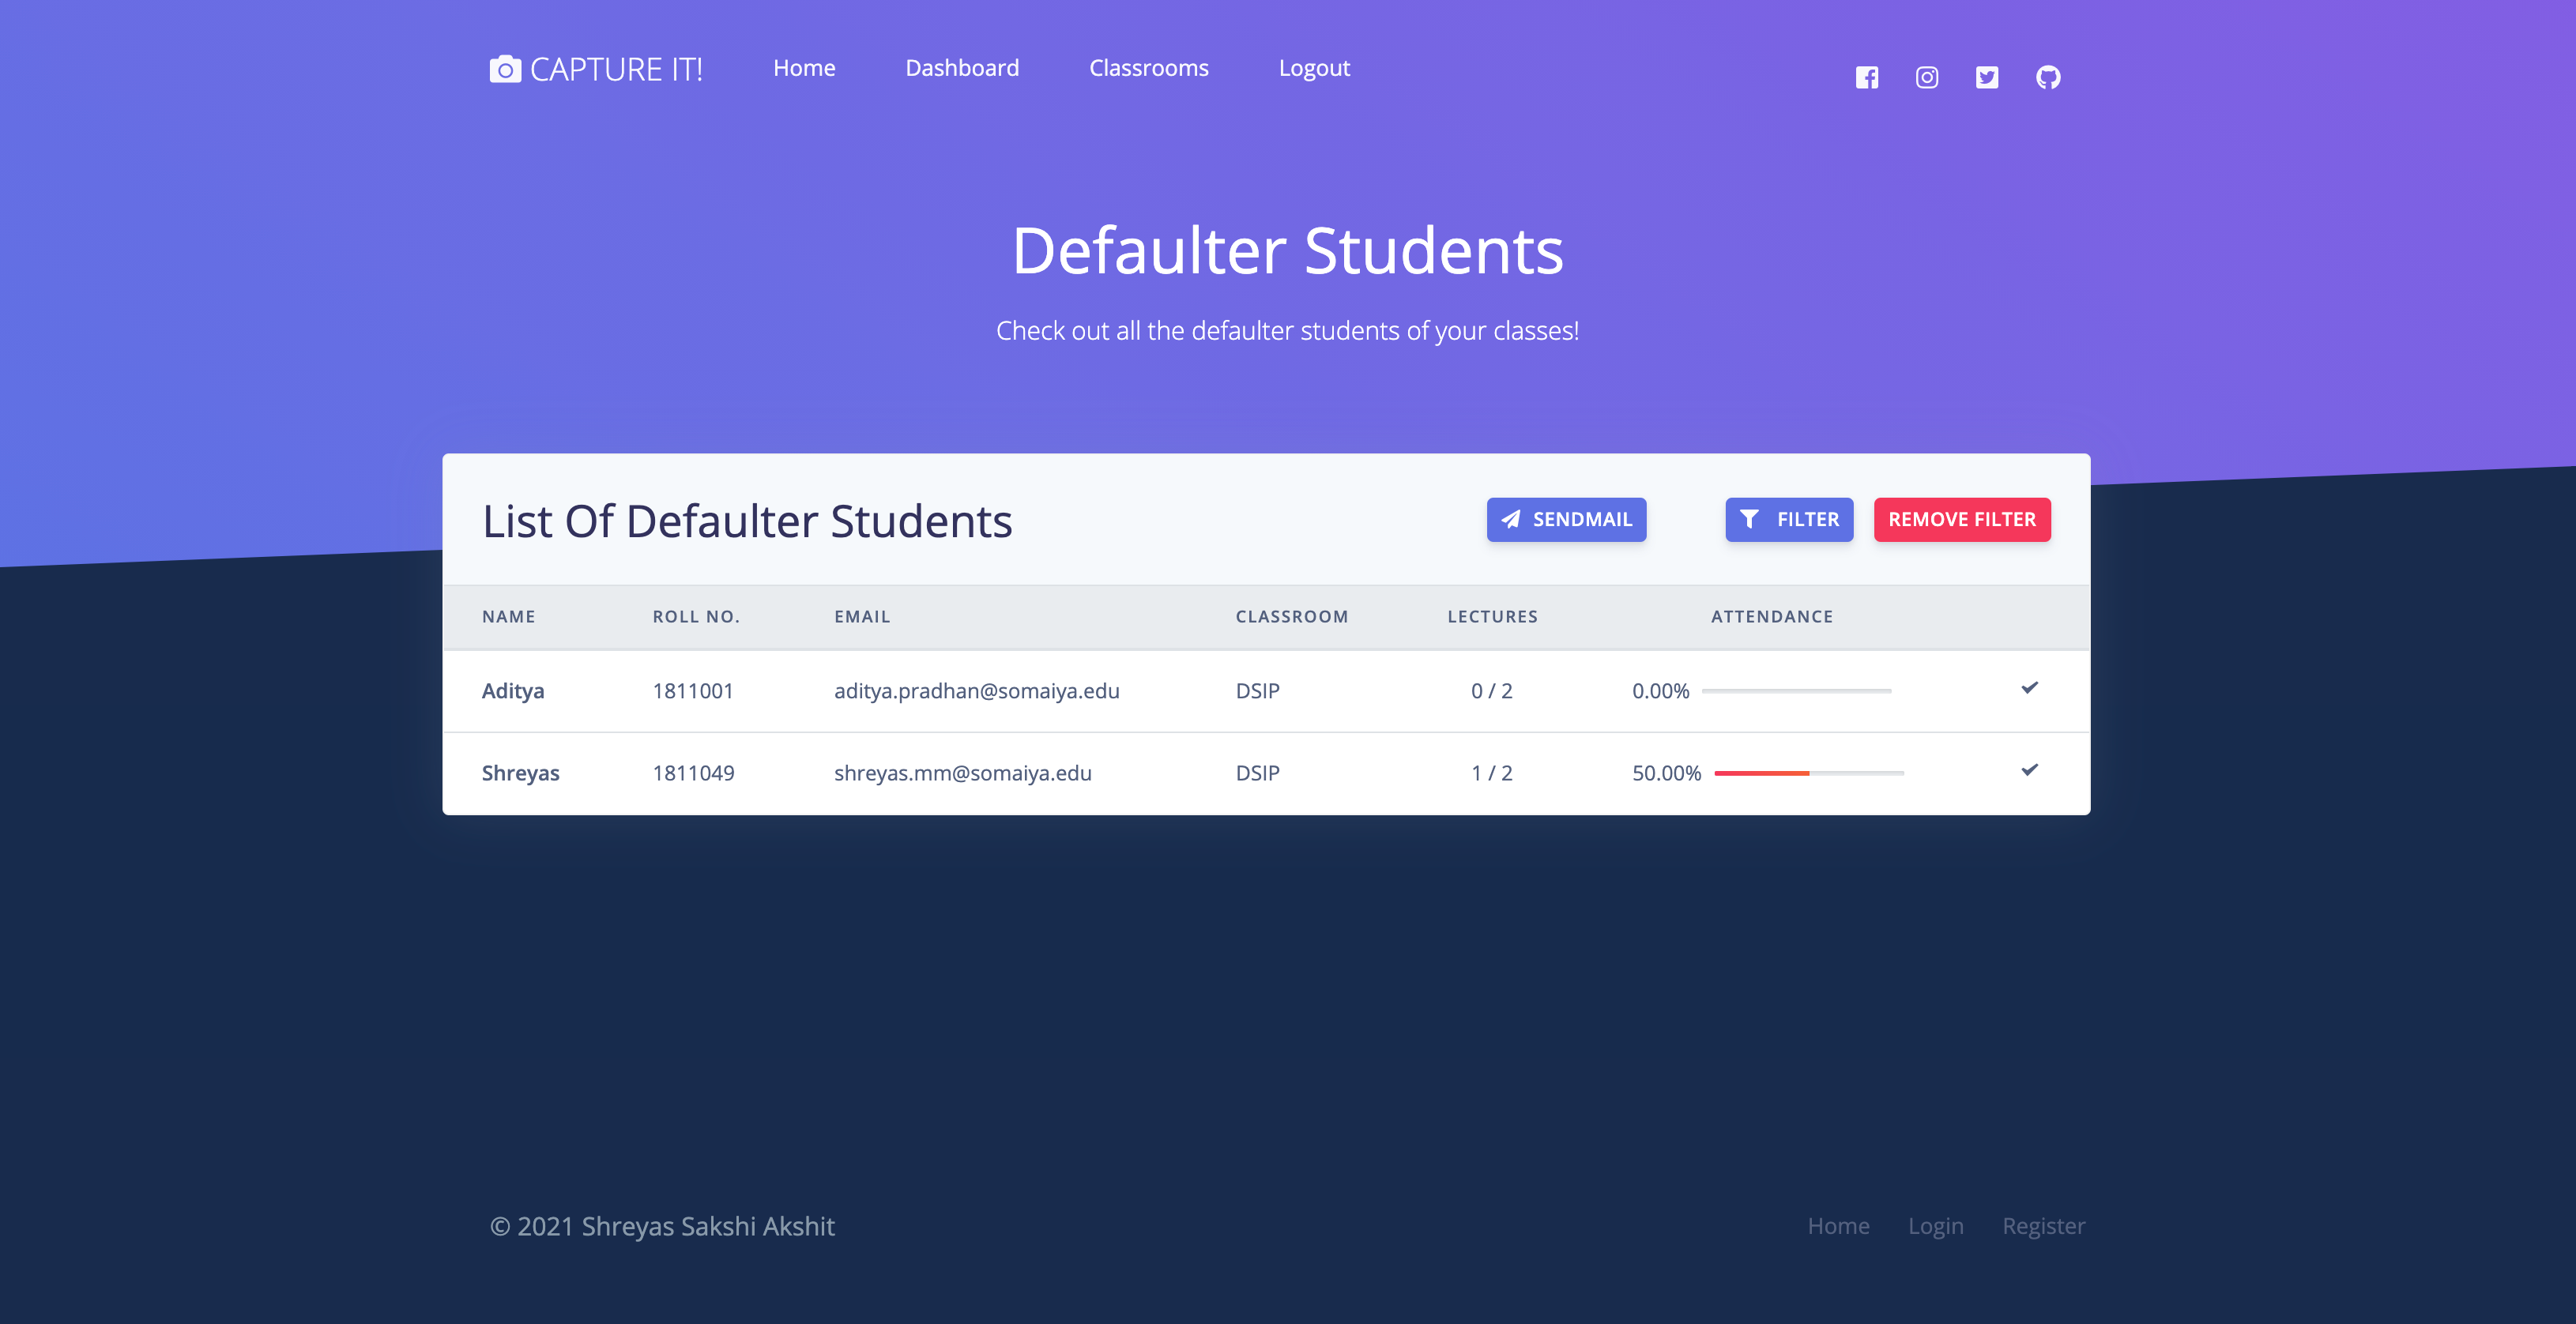 CAPTURE IT! Home Dashboard Classrooms Logout
Defaulter Students
Check out all the defaulter students of your classes!
List Of Defaulter Students SENDMAIL FILTER REMOVE FILTER
NAME ROLL NO. EMAIL CLASSROOM LECTURES ATTENDANCE
Aditya 1811001 aditya.pradhan@somaiya.edu DSIP 0 / 2 0.00%
Shreyas 1811049 shreyas.mm@somaiya.edu DSIP 1 / 2 50.00%
© 2021 Shreyas Sakshi Akshit Home Login Register